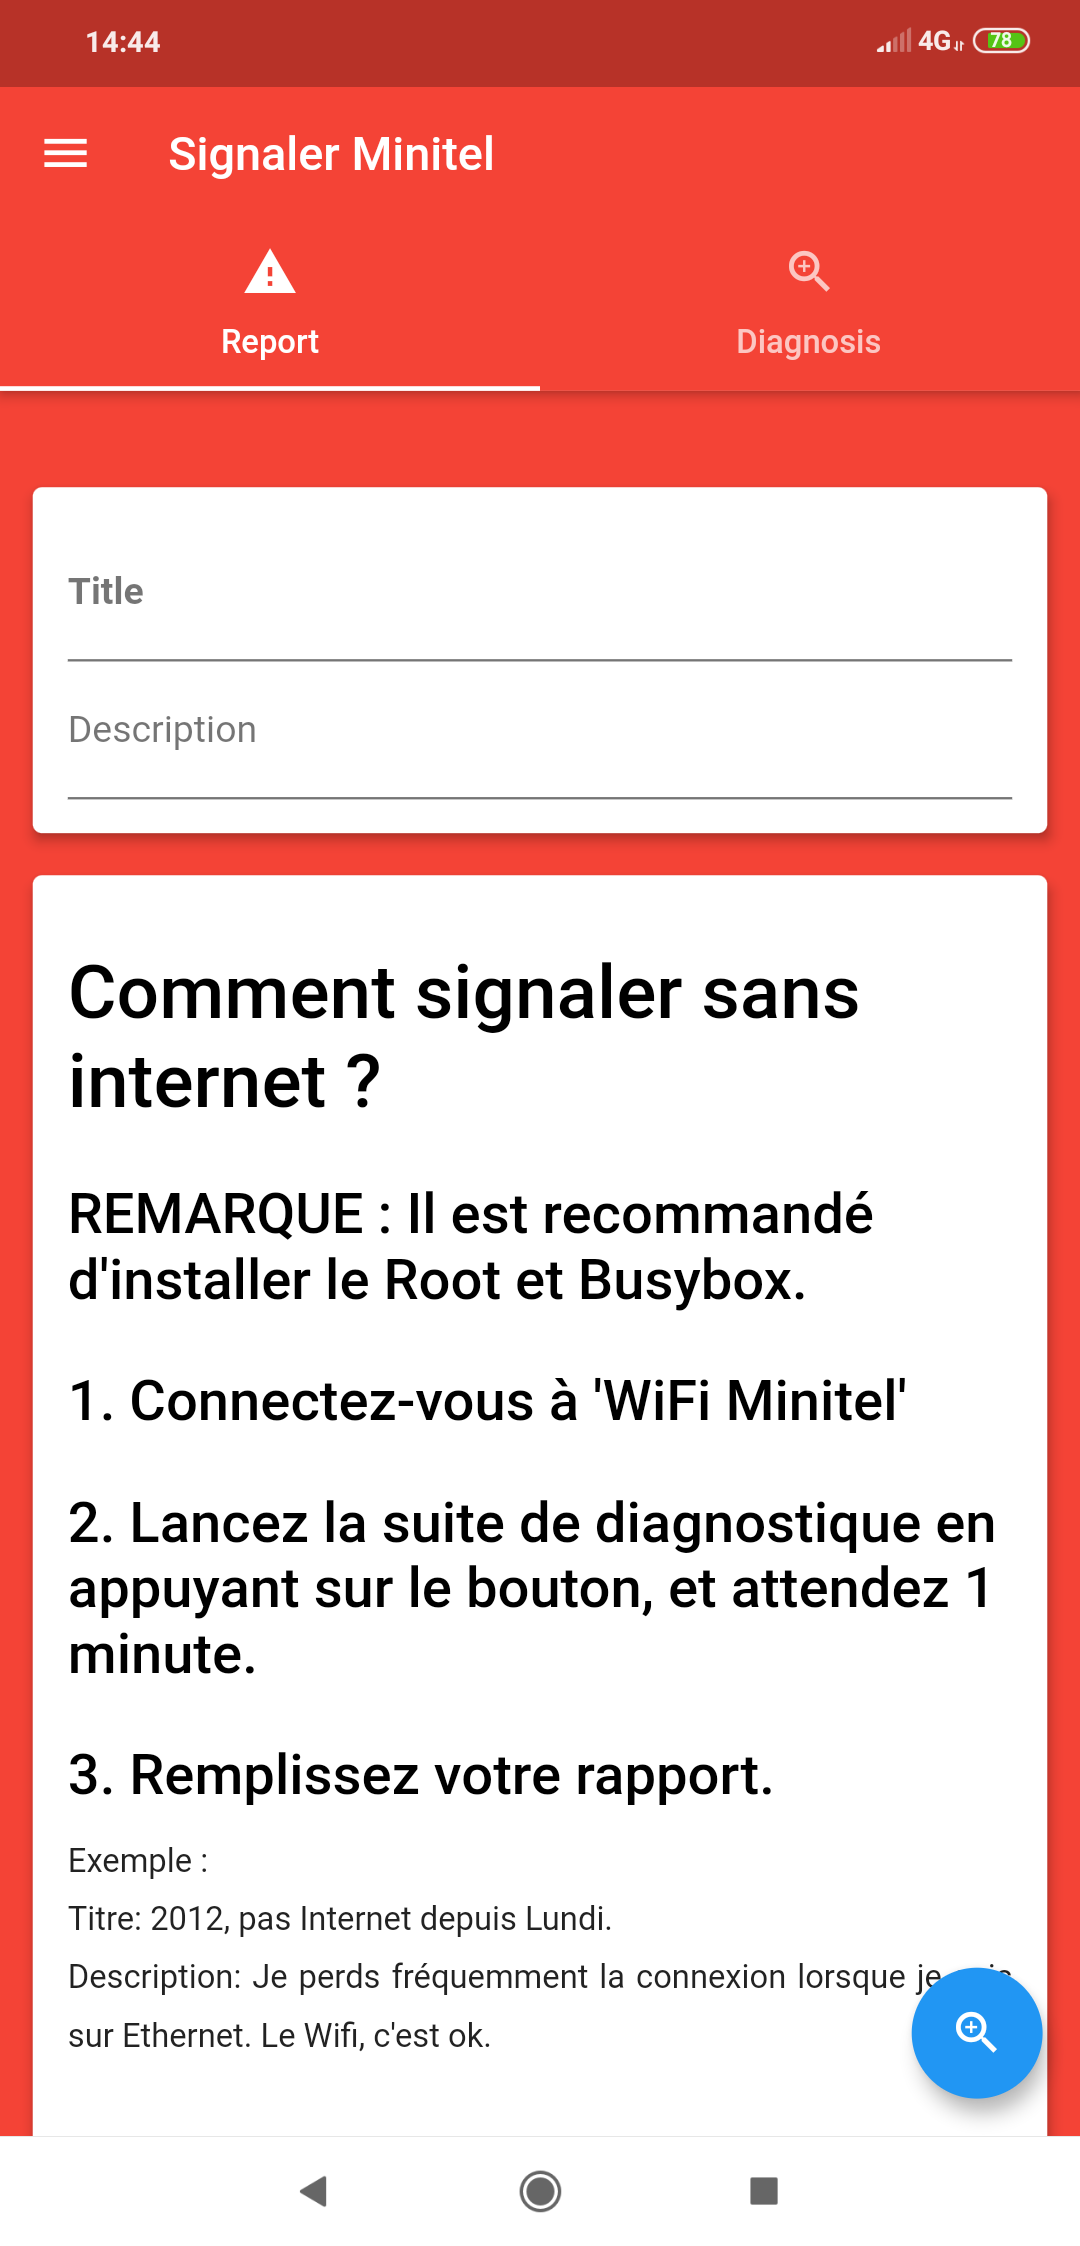 14:44
4G 78
Signaler Minitel
Report
Diagnosis
Title
Description
Comment signaler sans
internet ?
REMARQUE : Il est recommandé
d'installer le Root et Busybox.
1. Connectez-vous à 'WiFi Minitel'
2. Lancez la suite de diagnostique en
appuyant sur le bouton, et attendez 1
minute.
3. Remplissez votre rapport.
Exemple :
Titre: 2012, pas Internet depuis Lundi.
Description: Je perds fréquemment la connexion lorsque je
sur Ethernet. Le Wifi, c'est ok.